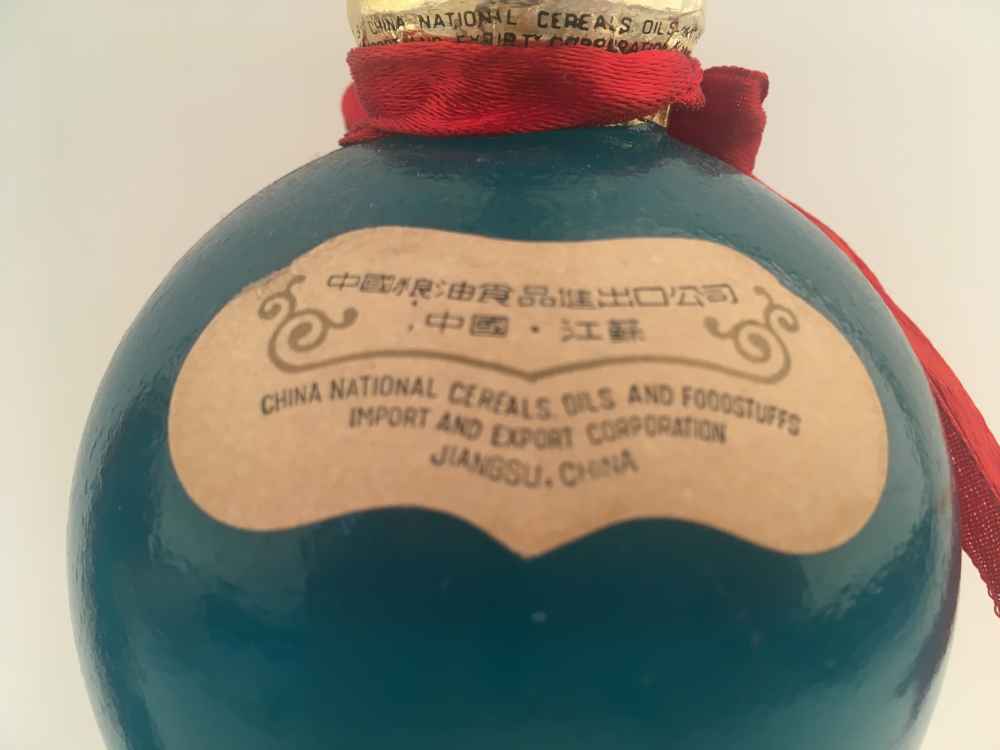 CHINA NATIONAL CEREALS OILS
中國粮油食品進出口公司
中國・江蘇
CHINA NATIONAL CEREALS OILS AND FOODSTUFFS
IMPORT AND EXPORT CORPORATION
JIANGSU. CHINA